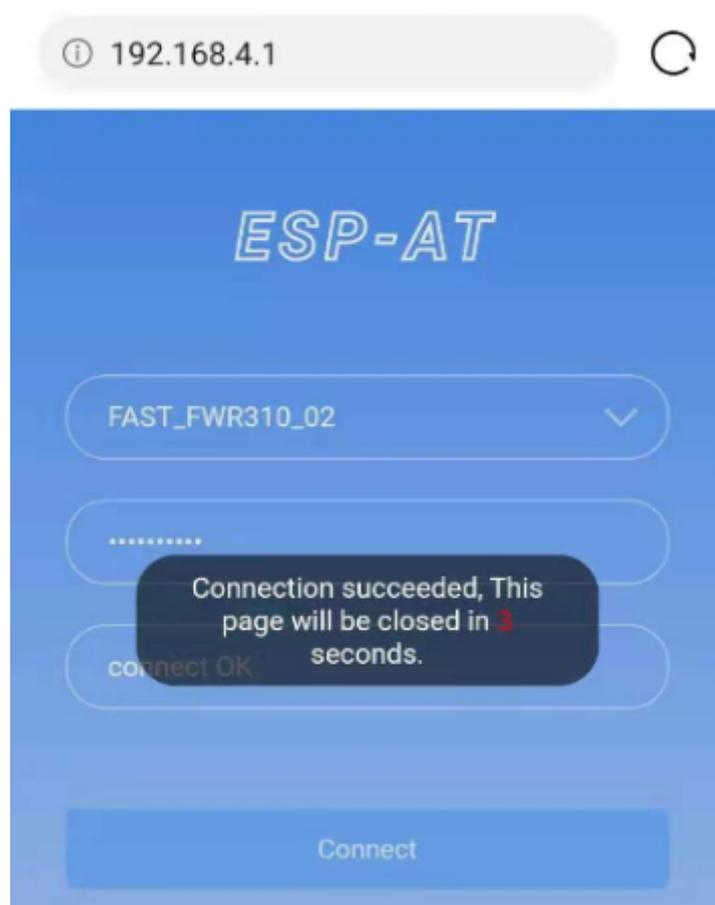 192.168.4.1
ESP-AT
FAST_FWR310_02
••••••••••
Connection succeeded, This
page will be closed in 3
seconds.
connect OK
Connect